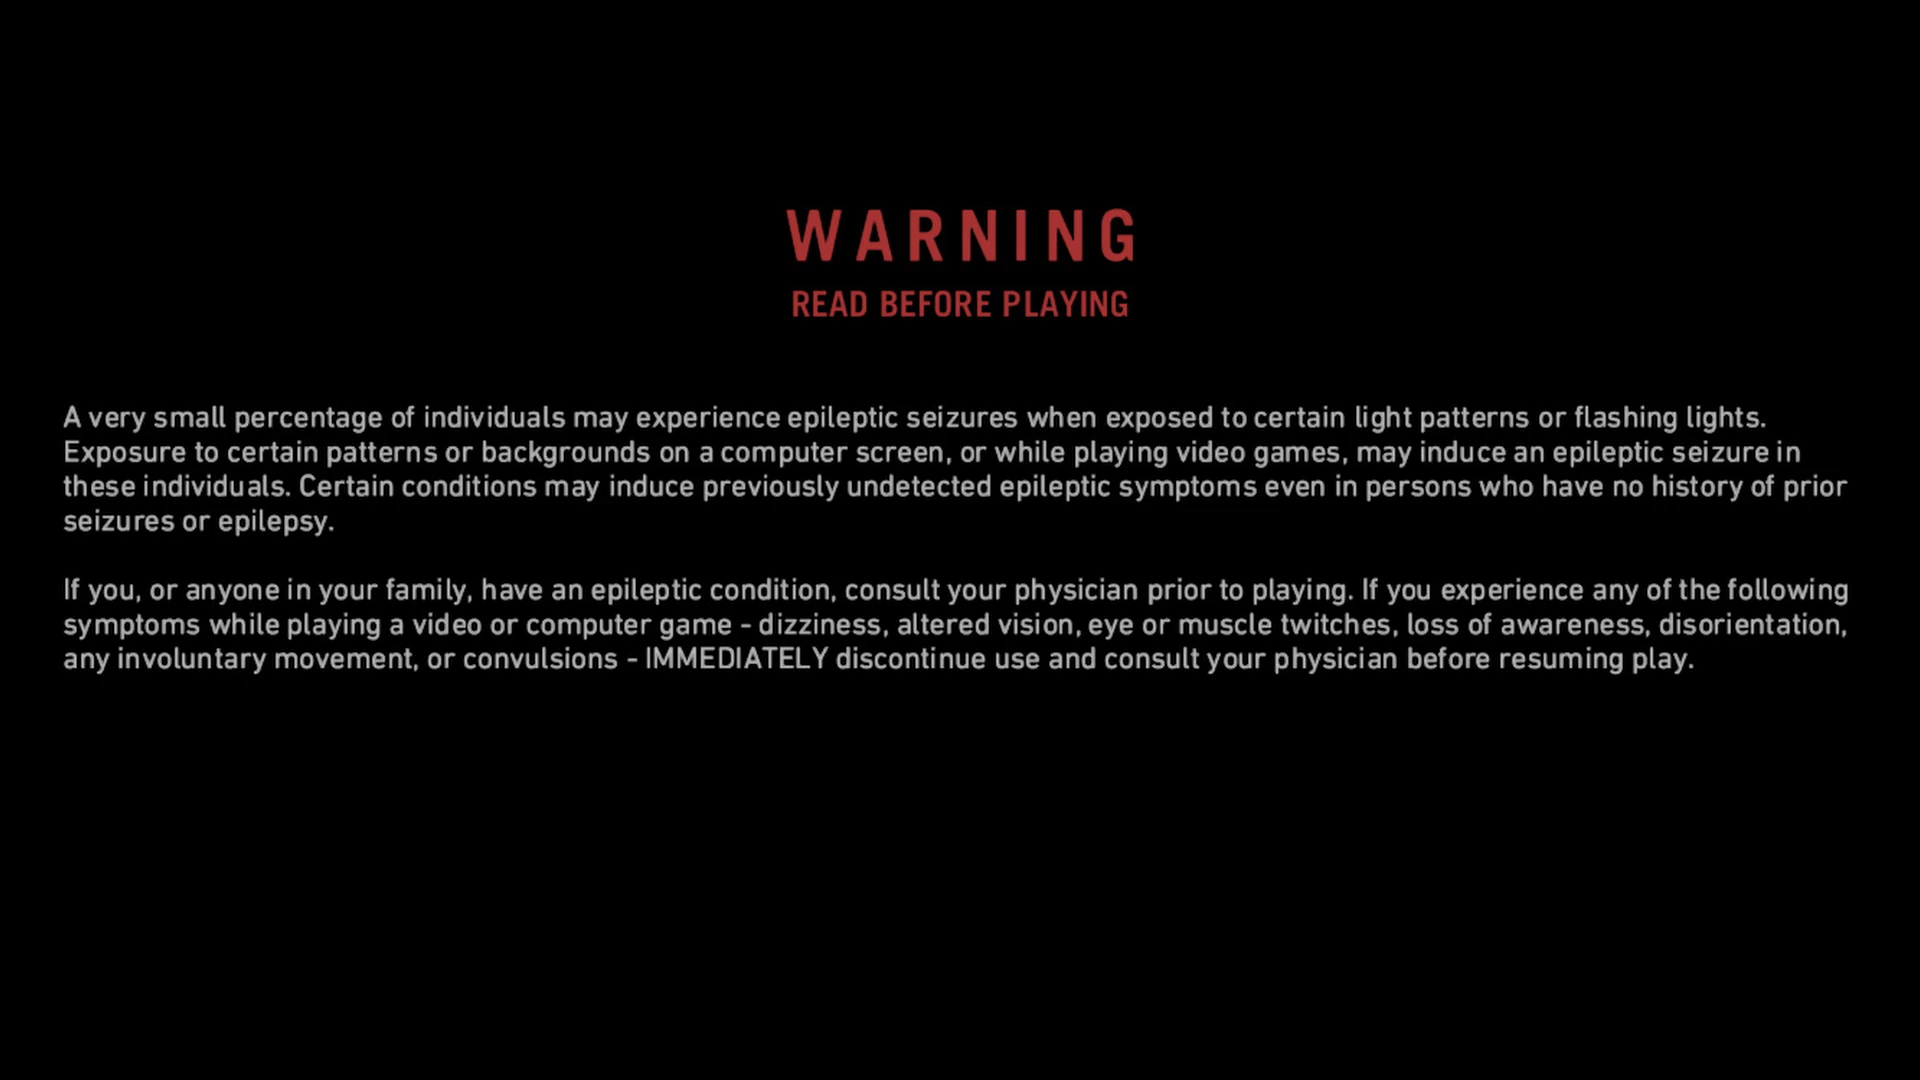 WARNING
READ BEFORE PLAYING
A very small percentage of individuals may experience epileptic seizures when exposed to certain light patterns or flashing lights.
Exposure to certain patterns or backgrounds on a computer screen, or while playing video games, may induce an epileptic seizure in
these individuals. Certain conditions may induce previously undetected epileptic symptoms even in persons who have no history of prior
seizures or epilepsy.
If you, or anyone in your family, have an epileptic condition, consult your physician prior to playing. If you experience any of the following
symptoms while playing a video or computer game - dizziness, altered vision, eye or muscle twitches, loss of awareness, disorientation,
any involuntary movement, or convulsions - IMMEDIATELY discontinue use and consult your physician before resuming play.